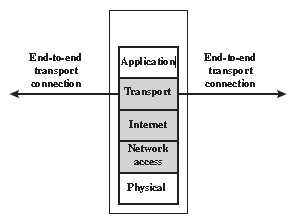 End-to-end
transport
connection
End-to-end
transport
connection
Application
Transport
Internet
Network
access
Physical